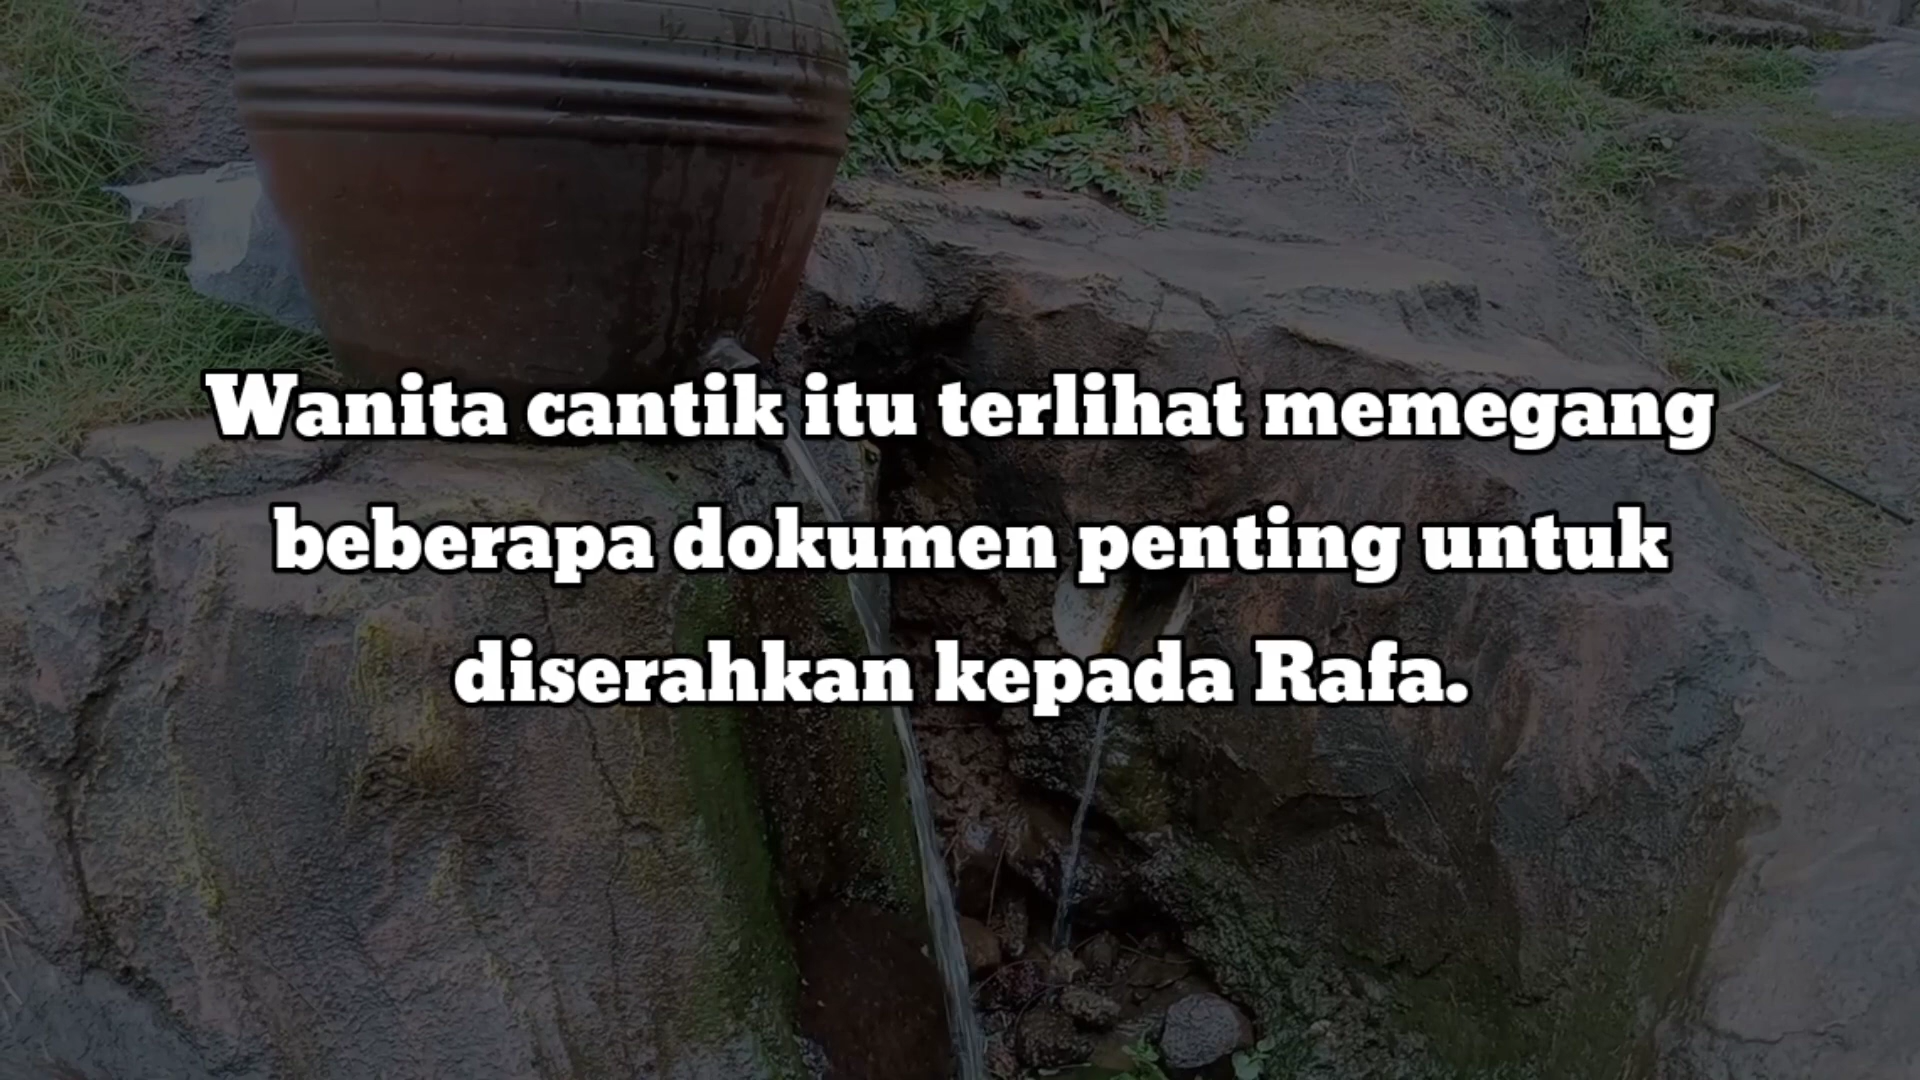 Wanita cantik itu terlihat memegang
beberapa dokumen penting untuk
diserahkan kepada Rafa.